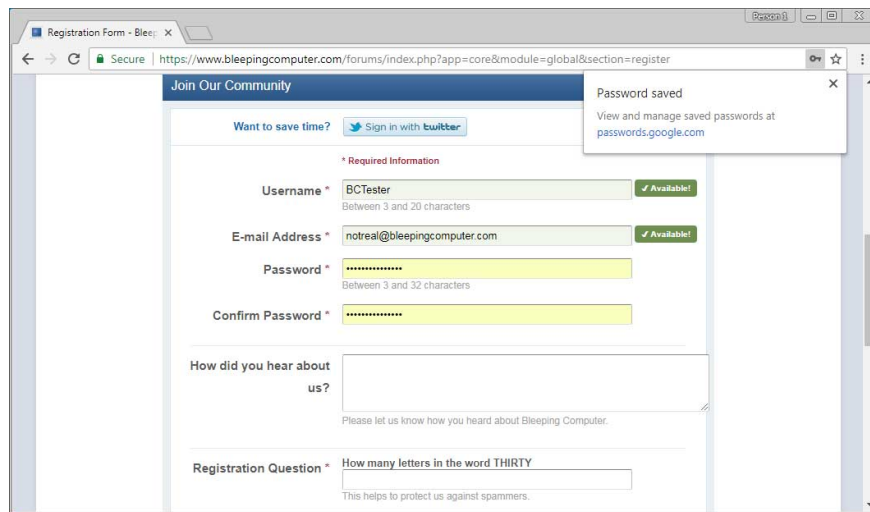 Person 1
Registration Form - Bleep
Secure | https://www.bleepingcomputer.com/forums/index.php?app=core&module=global&section=register
Join Our Community
Password saved
View and manage saved passwords at
passwords.google.com
Want to save time? Sign in with twitter
* Required Information
Username * BCTester ✓ Available!
Between 3 and 20 characters
E-mail Address * notreal@bleepingcomputer.com ✓ Available!
Password * •••••••••••••••
Between 3 and 32 characters
Confirm Password * •••••••••••••••
How did you hear about
us?
Please let us know how you heard about Bleeping Computer.
Registration Question * How many letters in the word THIRTY
This helps to protect us against spammers.